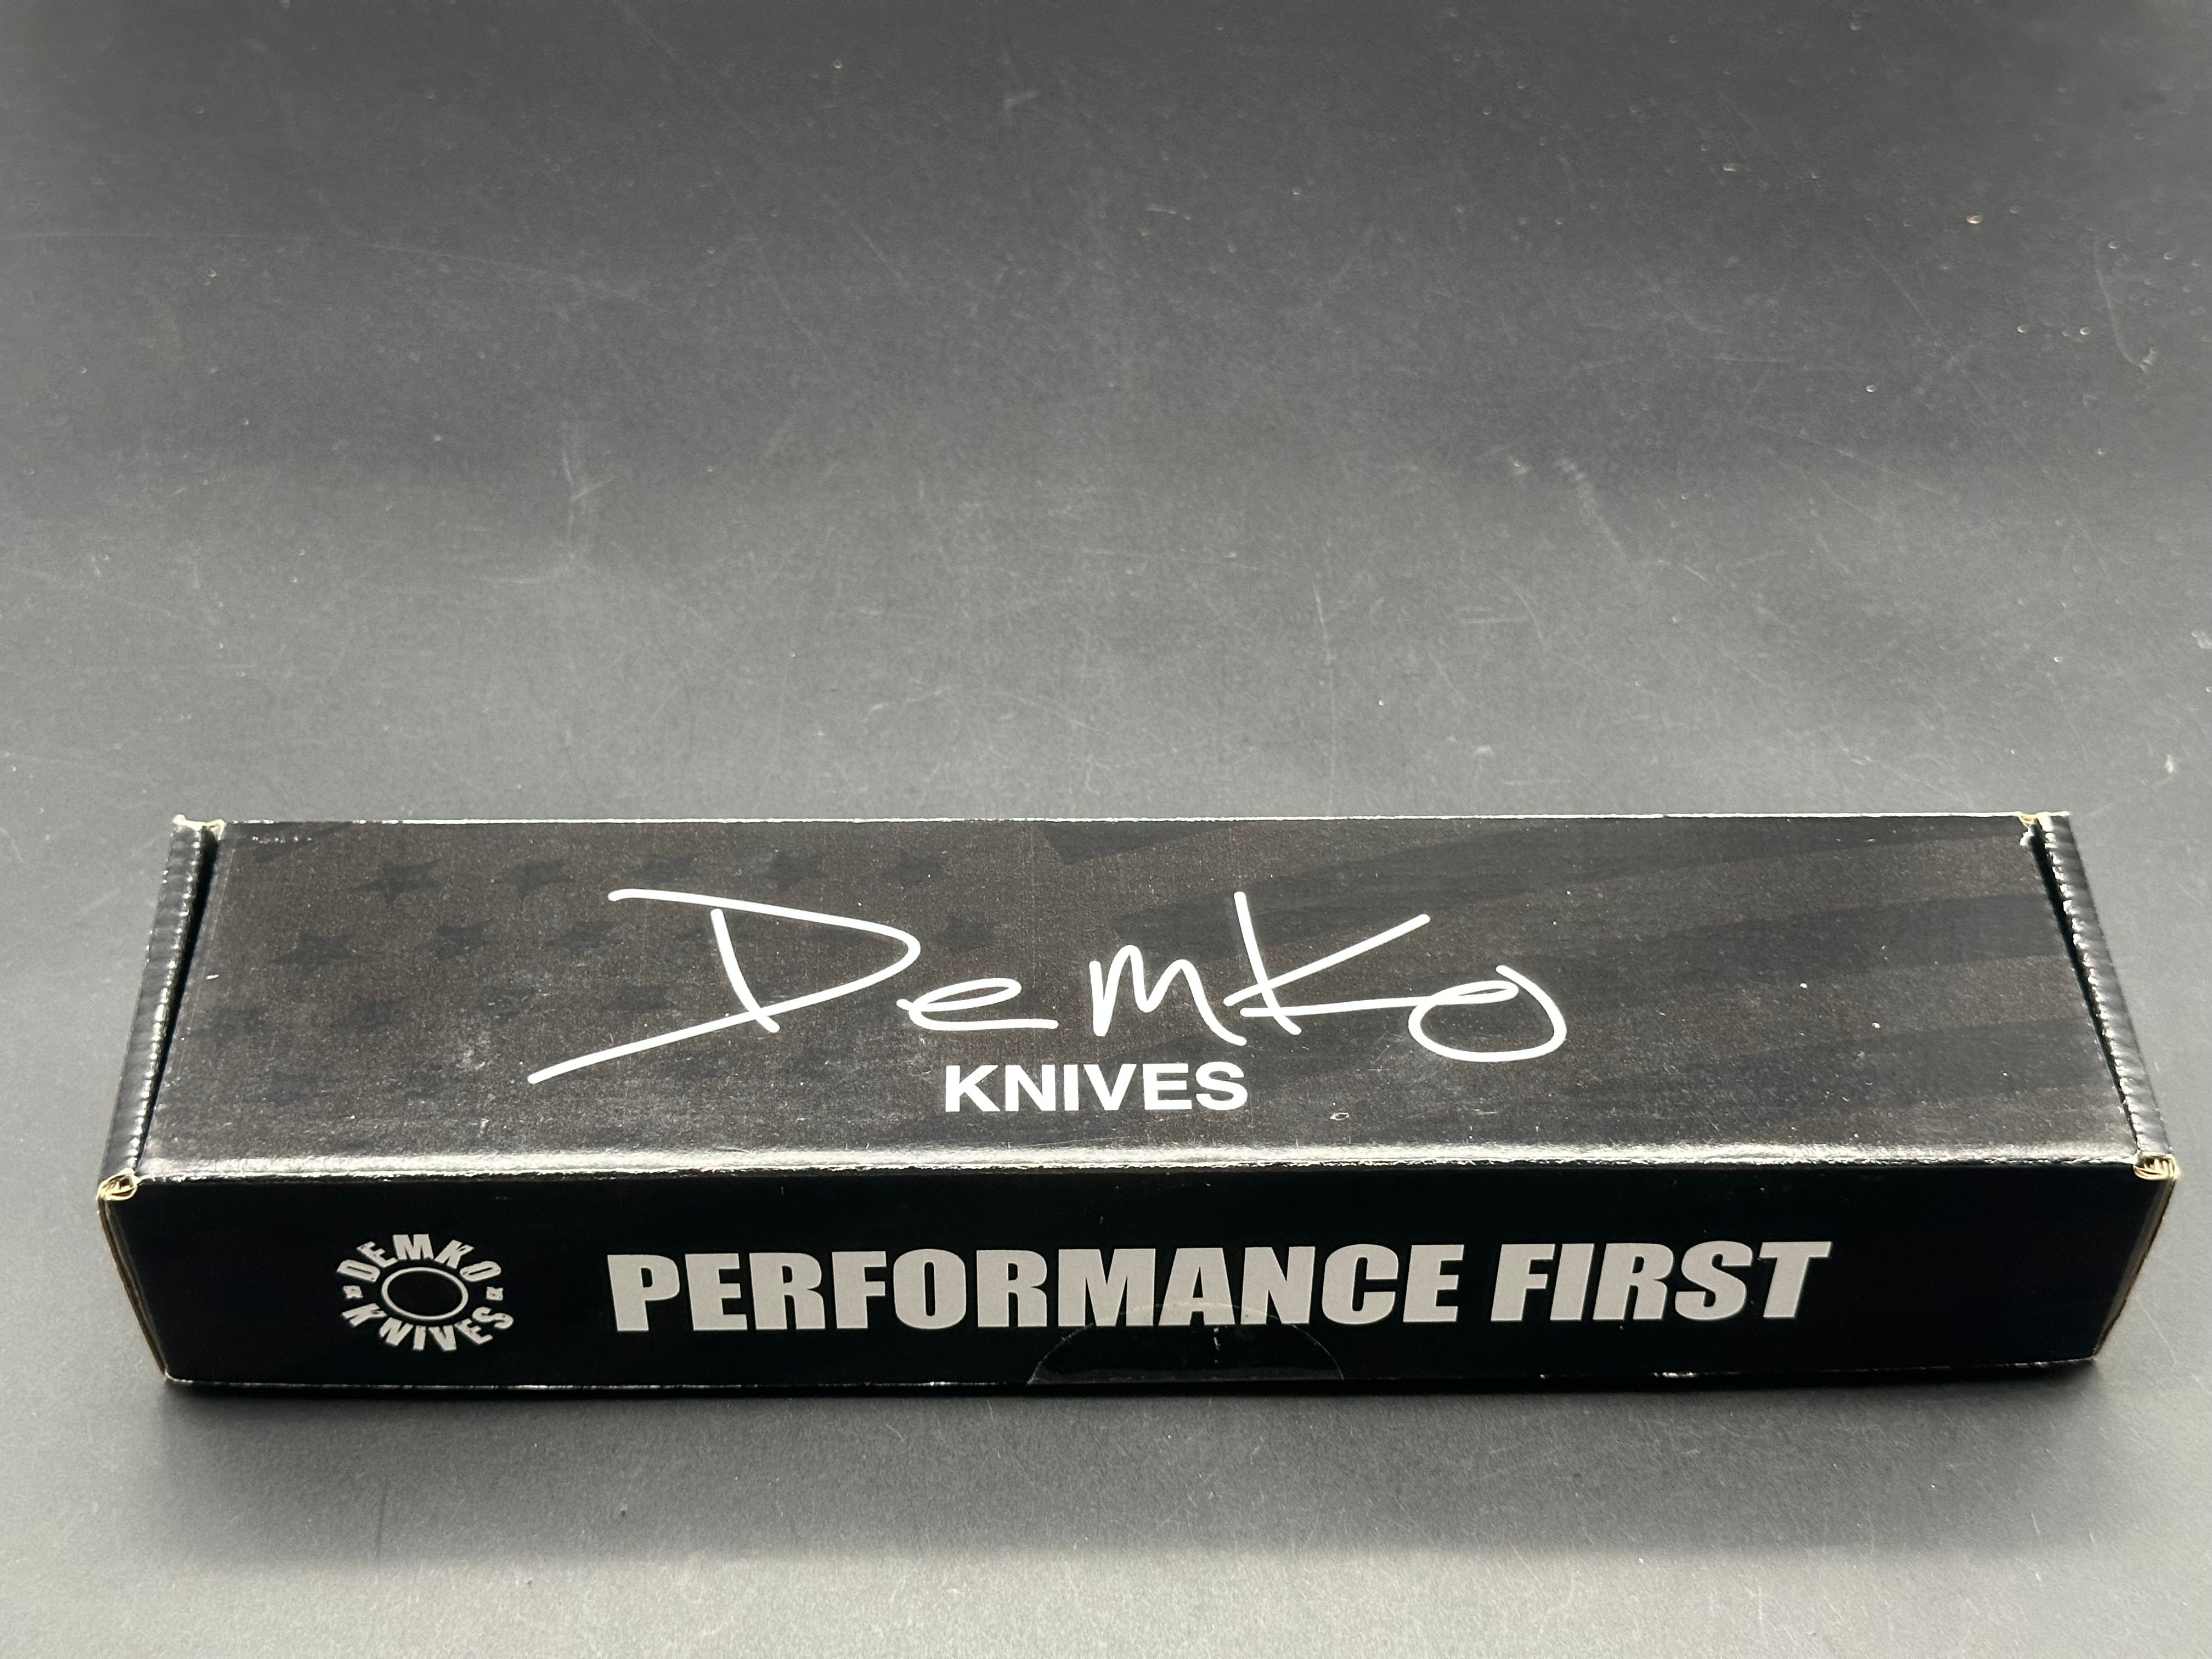 Demko
KNIVES
DEMKO
KNIVES
PERFORMANCE FIRST